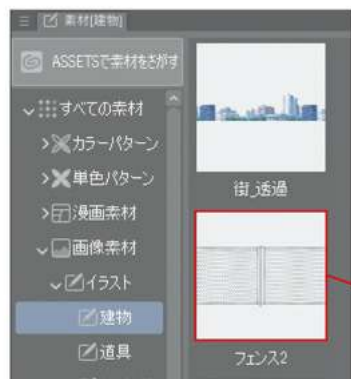 素材[建物]
ASSETSで素材をさがす
すべての素材
カラーパターン
単色パターン
漫画素材
画像素材
イラスト
建物
道具
街_透過
フェンス2